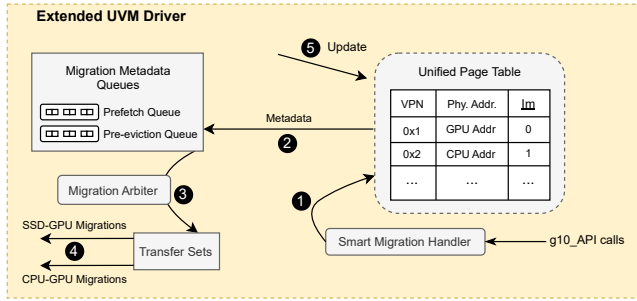 Extended UVM Driver
Migration Metadata
Queues
Prefetch Queue
Pre-eviction Queue
5 Update
Unified Page Table
VPN Phy. Addr. Im
0x1 GPU Addr 0
0x2 CPU Addr 1
... ... ...
Metadata
2
Migration Arbiter
3
1
SSD-GPU Migrations
4
CPU-GPU Migrations
Transfer Sets
Smart Migration Handler
g10_API calls